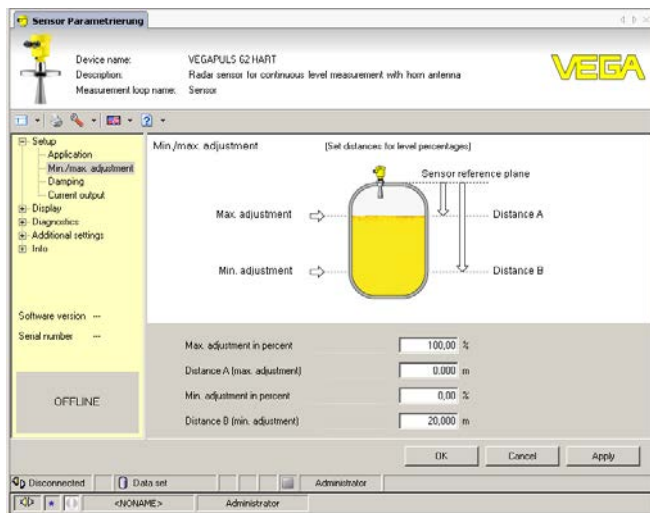 Sensor Parametrierung
Device name: VEGAPULS 62 HART
Description: Radar sensor for continuous level measurement with horn antenna
Measurement loop name: Sensor
VEGA
Setup
Application
Min./max. adjustment
Damping
Current output
Display
Diagnostics
Additional settings
Info
Software version ---
Serial number ---
OFFLINE
Min./max. adjustment (Set distances for level percentages)
Sensor reference plane
Max. adjustment
Distance A
Min. adjustment
Distance B
Max. adjustment in percent 100,00 %
Distance A (max. adjustment) 0.000 m
Min. adjustment in percent 0,00 %
Distance B (min. adjustment) 20,000 m
OK Cancel Apply
Disconnected Data set Administrator
<NONAME> Administrator